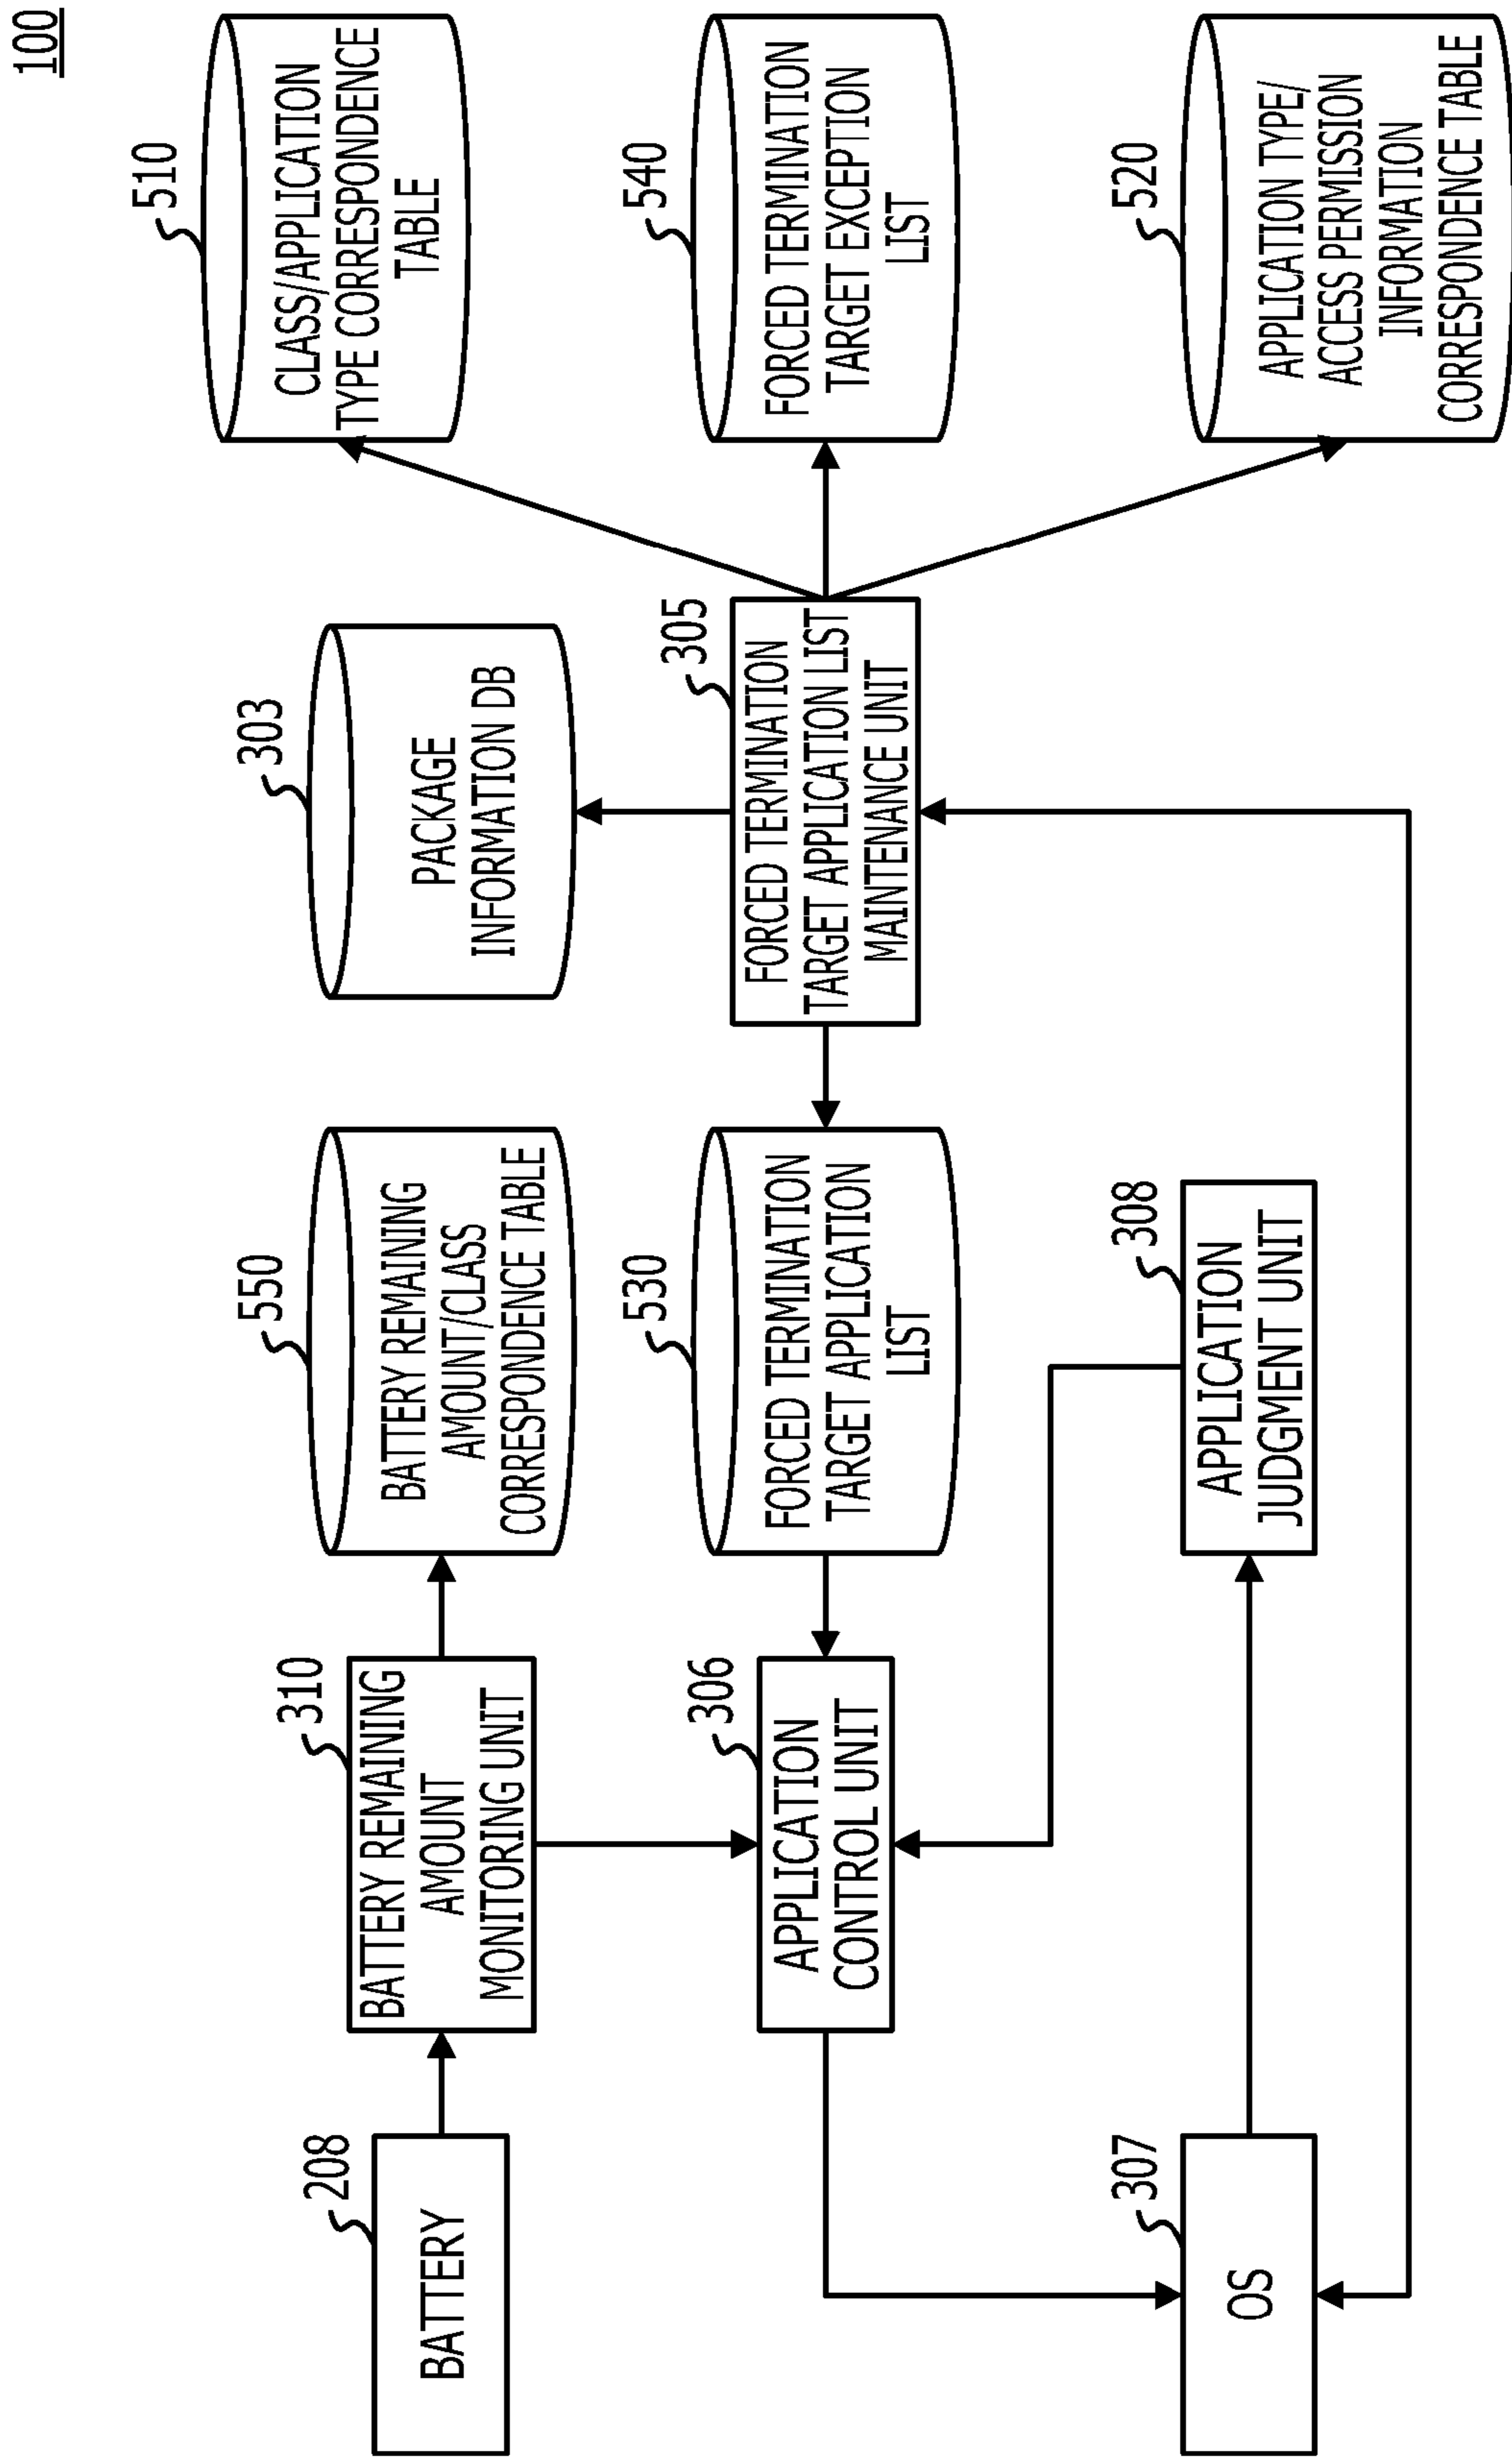 100
208
BATTERY
310
BATTERY REMAINING
AMOUNT
MONITORING UNIT
550
BATTERY REMAINING
AMOUNT/CLASS
CORRESPONDENCE TABLE
303
PACKAGE
INFORMATION DB
510
CLASS/APPLICATION
TYPE CORRESPONDENCE
TABLE
306
APPLICATION
CONTROL UNIT
530
FORCED TERMINATION
TARGET APPLICATION
LIST
305
FORCED TERMINATION
TARGET APPLICATION LIST
MAINTENANCE UNIT
540
FORCED TERMINATION
TARGET EXCEPTION
LIST
307
OS
308
APPLICATION
JUDGMENT UNIT
520
APPLICATION TYPE/
ACCESS PERMISSION
INFORMATION
CORRESPONDENCE TABLE